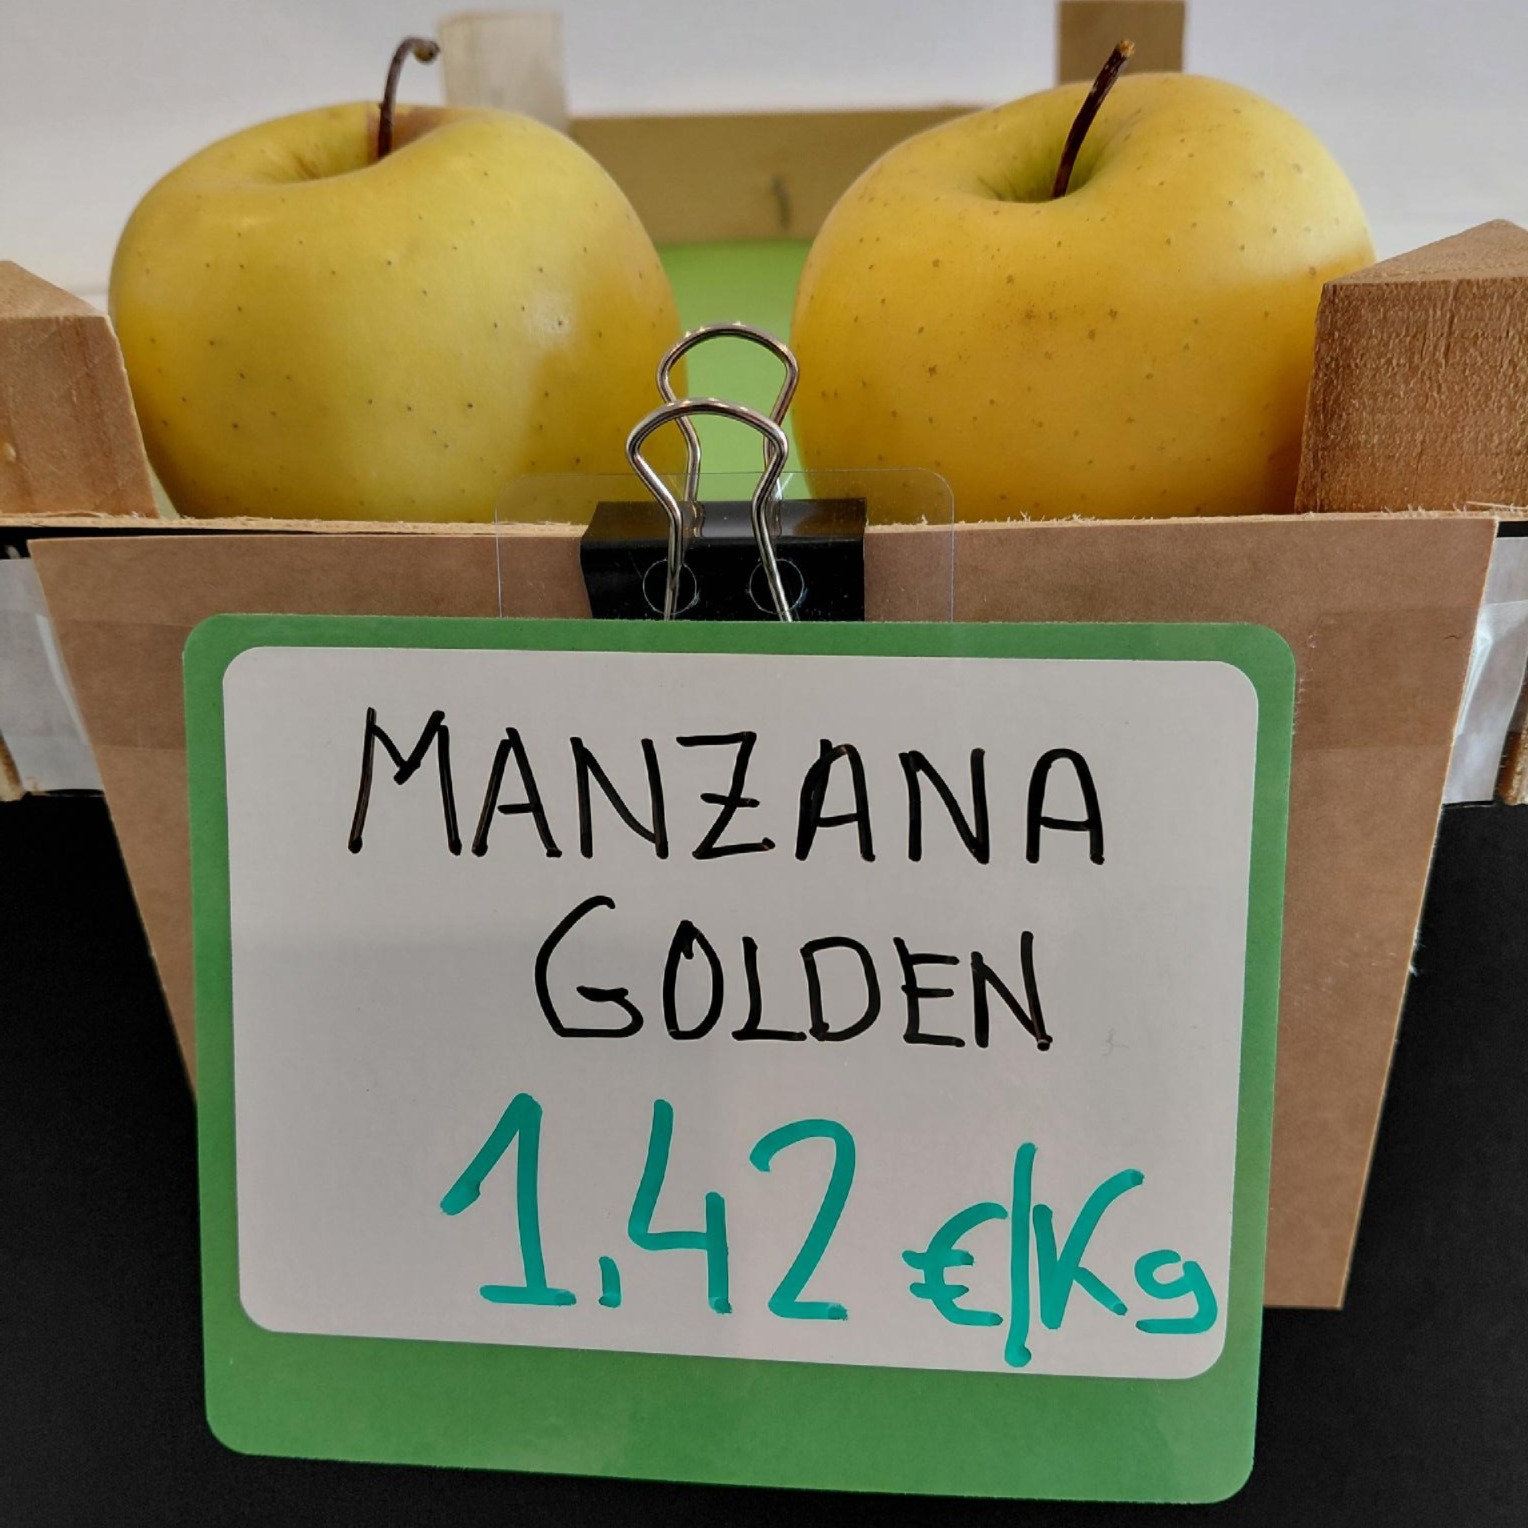 MANZANA
GOLDEN
1,42 €/Kg